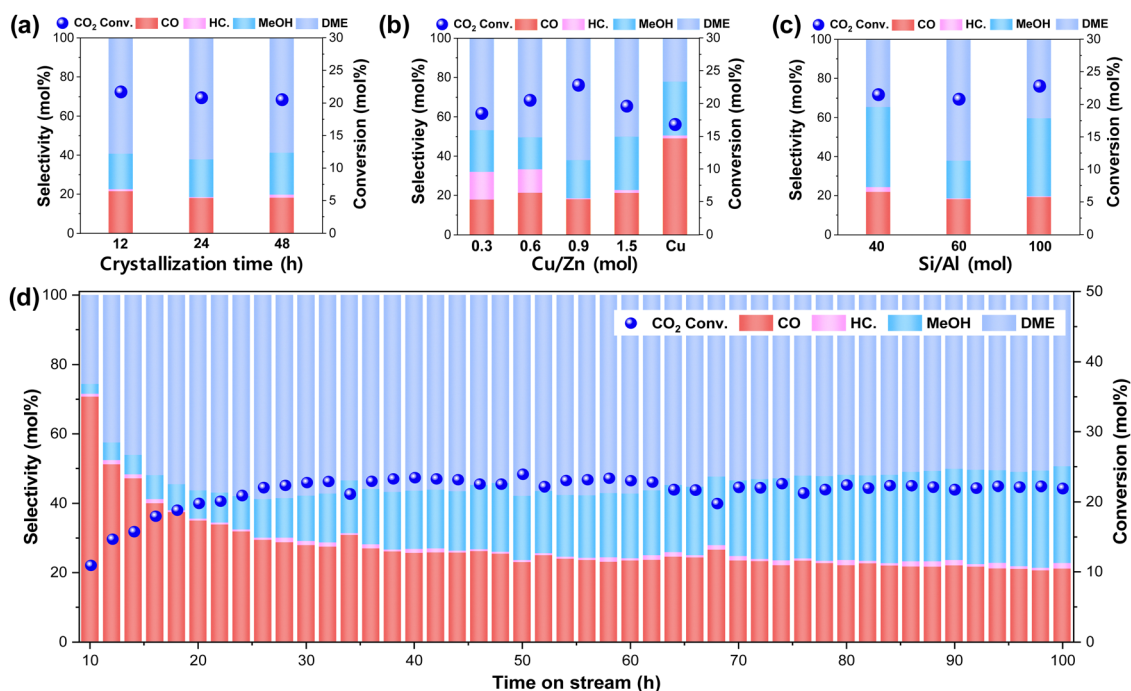 (a)
CO2 Conv. CO HC. MeOH DME
100
80
60
40
20
0
Selectivity (mol%)
30
25
20
15
10
5
0
Conversion (mol%)
12 24 48
Crystallization time (h)
(b)
CO2 Conv. CO HC. MeOH DME
100
80
60
40
20
0
Selectiviey (mol%)
30
25
20
15
10
5
0
Conversion (mol%)
0.3 0.6 0.9 1.5 Cu
Cu/Zn (mol)
(c)
CO2 Conv. CO HC. MeOH DME
100
80
60
40
20
0
Selectivity (mol%)
30
25
20
15
10
5
0
Conversion (mol%)
40 60 100
Si/Al (mol)
(d)
CO2 Conv. CO HC. MeOH DME
100
80
60
40
20
0
Selectivity (mol%)
50
40
30
20
10
0
Conversion (mol%)
10 20 30 40 50 60 70 80 90 100
Time on stream (h)